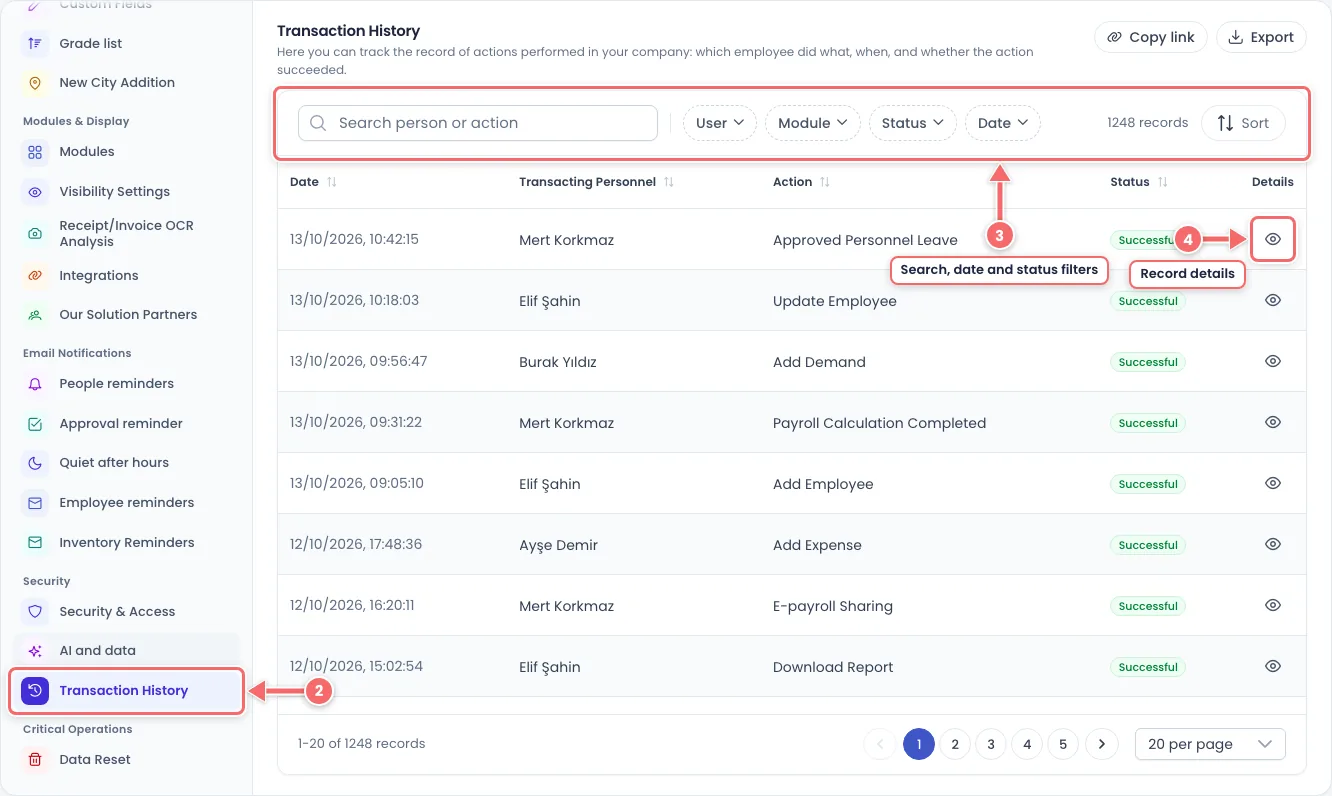 Custom Fields
Grade list
New City Addition
Modules & Display
Modules
Visibility Settings
Receipt/Invoice OCR
Analysis
Integrations
Our Solution Partners
Email Notifications
People reminders
Approval reminder
Quiet after hours
Employee reminders
Inventory Reminders
Security
Security & Access
AI and data
Transaction History
2
Critical Operations
Data Reset
Transaction History
Here you can track the record of actions performed in your company: which employee did what, when, and whether the action
succeeded.
Copy link
Export
Search person or action
User
Module
Status
Date
1248 records
Sort
Date Transacting Personnel Action Status Details
13/10/2026, 10:42:15 Mert Korkmaz Approved Personnel Leave Successfu
3
4
Search, date and status filters
Record details
13/10/2026, 10:18:03 Elif Şahin Update Employee Successful
13/10/2026, 09:56:47 Burak Yıldız Add Demand Successful
13/10/2026, 09:31:22 Mert Korkmaz Payroll Calculation Completed Successful
13/10/2026, 09:05:10 Elif Şahin Add Employee Successful
12/10/2026, 17:48:36 Ayşe Demir Add Expense Successful
12/10/2026, 16:20:11 Mert Korkmaz E-payroll Sharing Successful
12/10/2026, 15:02:54 Elif Şahin Download Report Successful
1-20 of 1248 records
1 2 3 4 5
20 per page